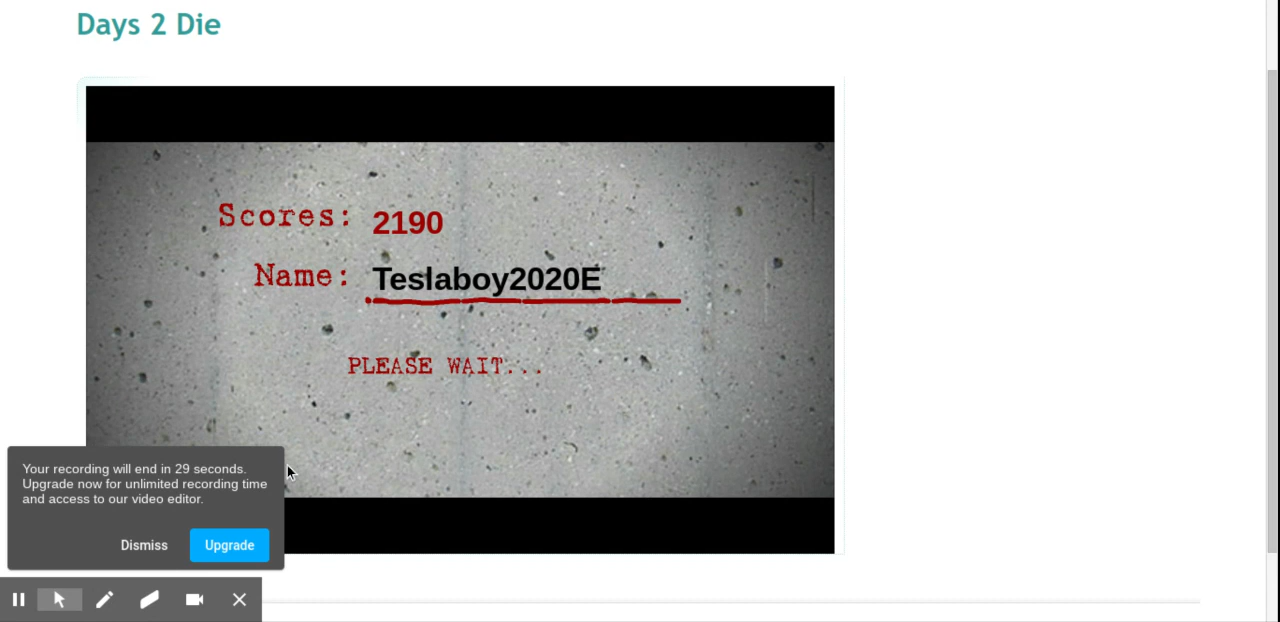 Days 2 Die
Scores: 2190
Name: Teslaboy2020E
PLEASE WAIT...
Your recording will end in 29 seconds.
Upgrade now for unlimited recording time
and access to our video editor.
Dismiss Upgrade